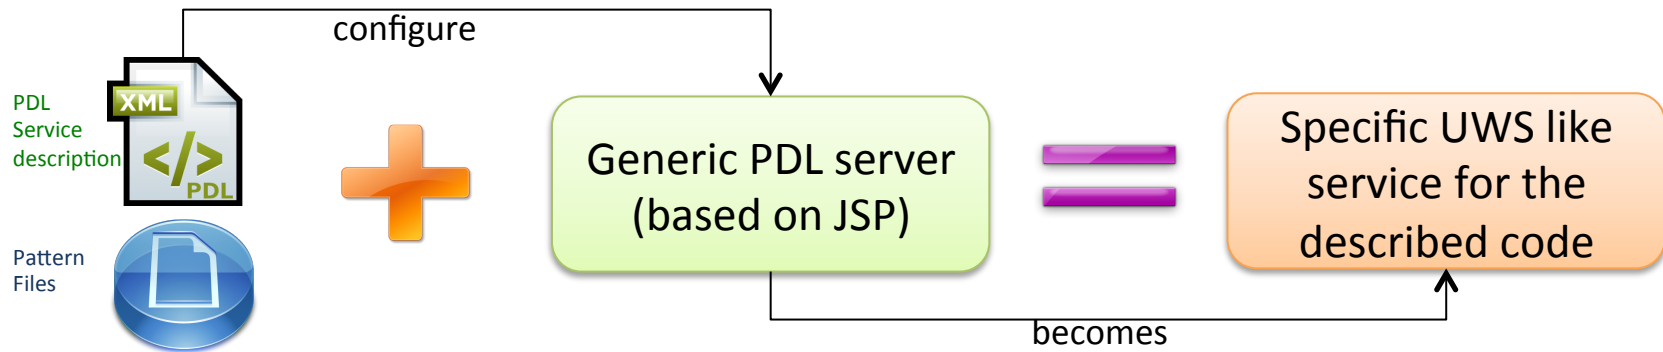 configure
XML
PDL
Service
description
</>
PDL
Pattern
Files
Generic PDL server
(based on JSP)
Specific UWS like
service for the
described code
becomes